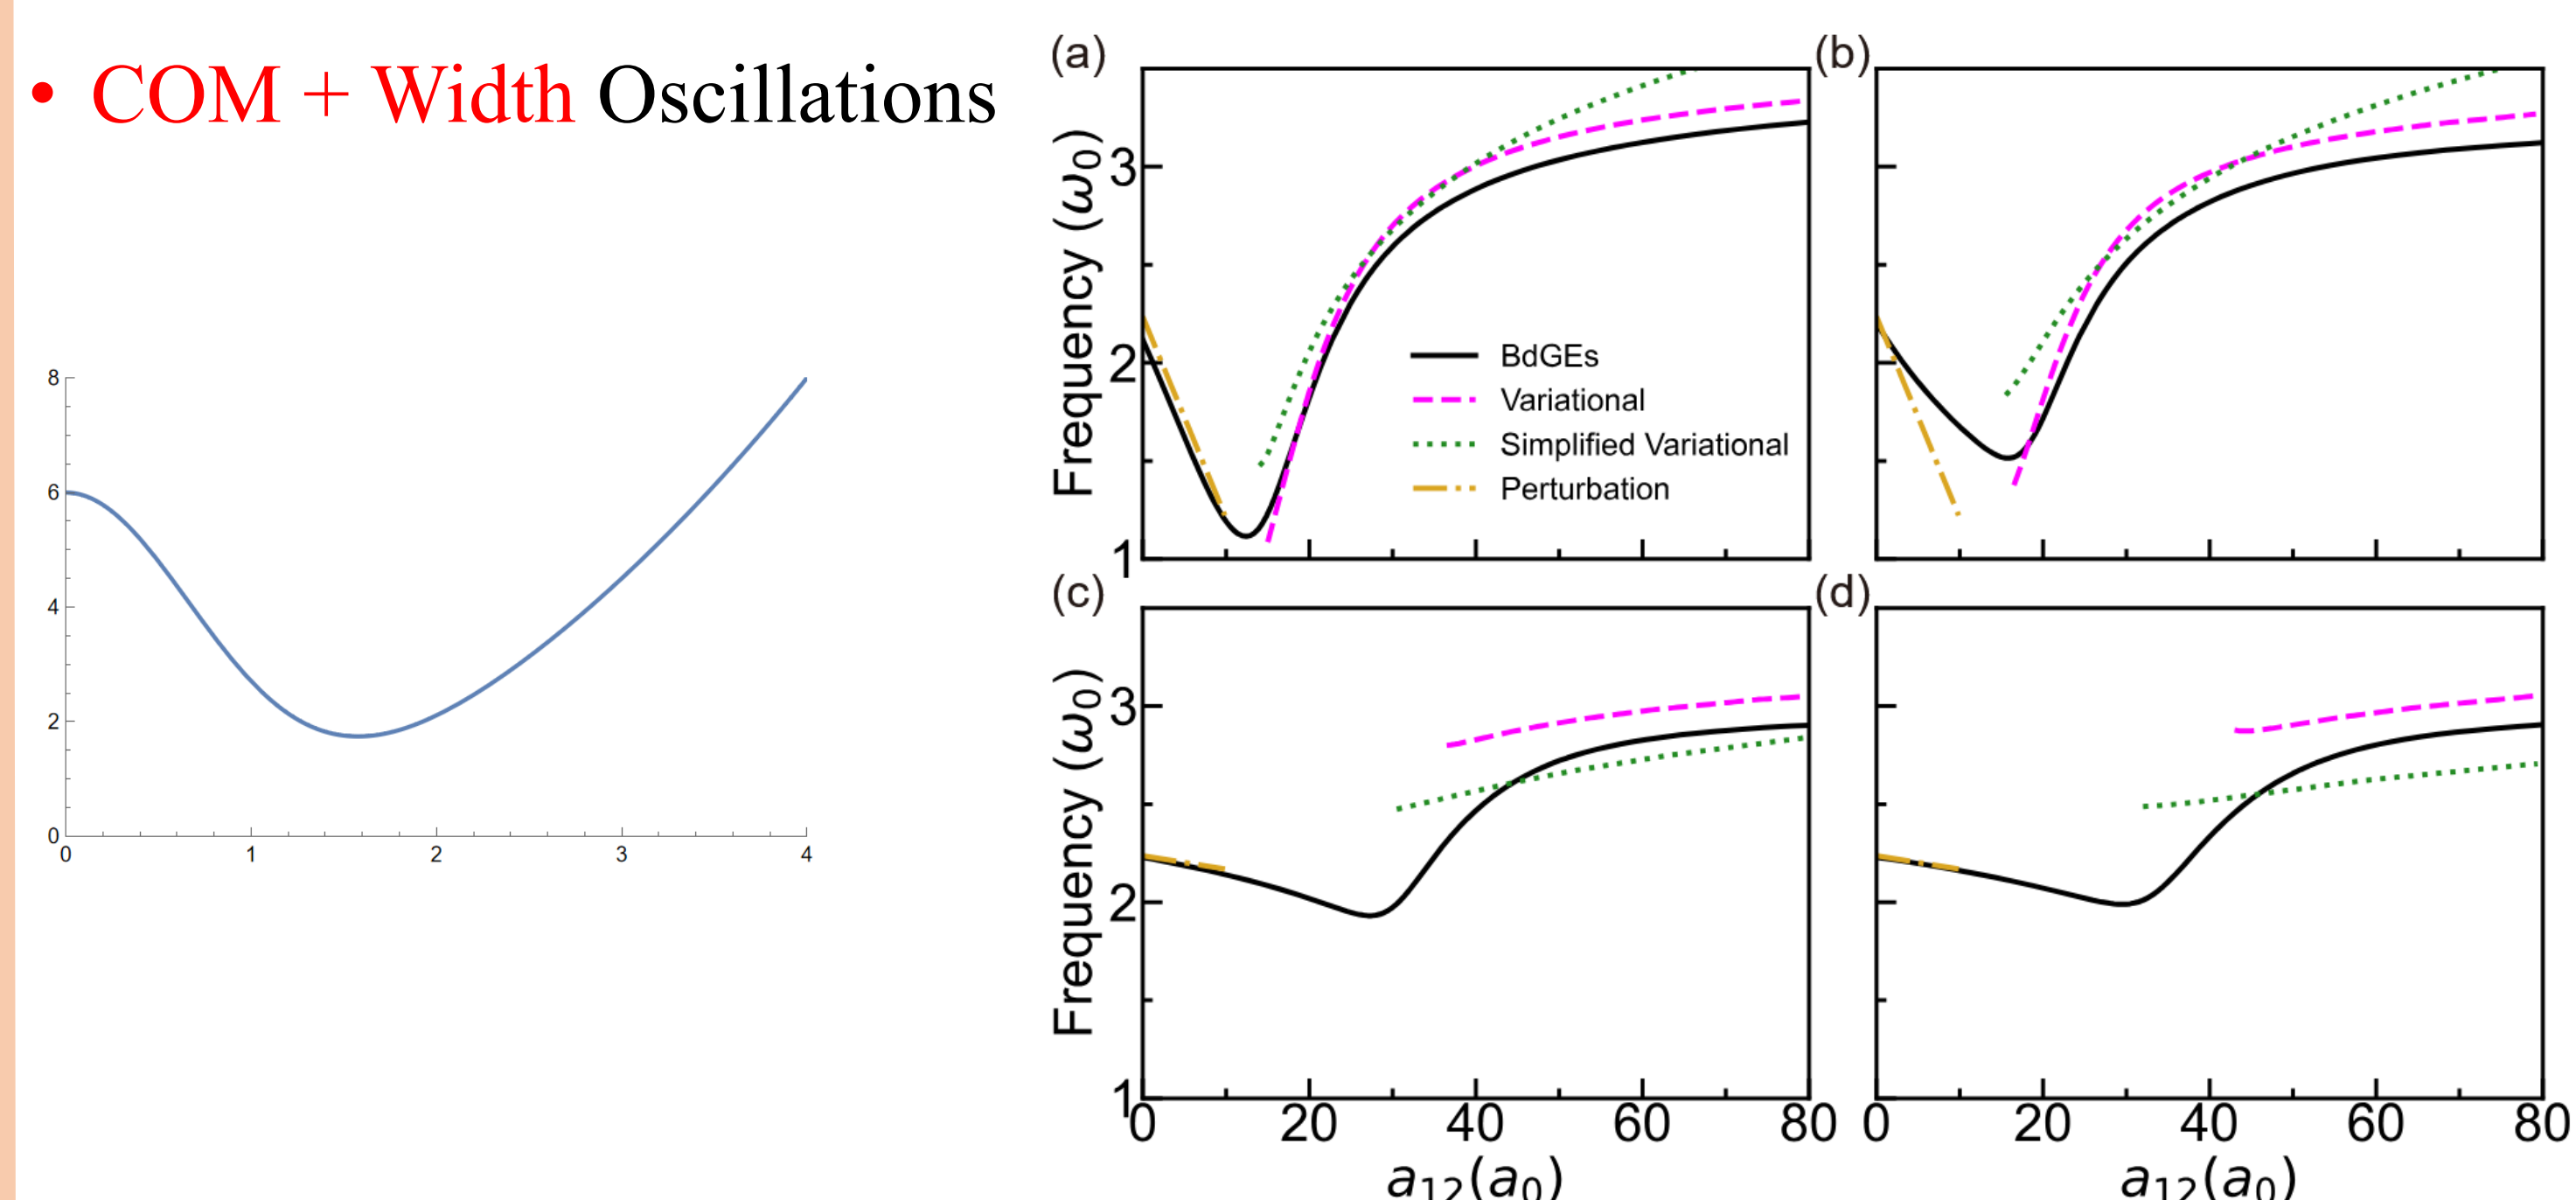 • COM + Width Oscillations
8
6
4
2
0
0 1 2 3 4
(a)
Frequency (ω0)
3
2
1
BdGEs
Variational
Simplified Variational
Perturbation
(b)
(c)
Frequency (ω0)
3
2
1
0 20 40 60 80
a12(a0)
(d)
0 20 40 60 80
a12(a0)